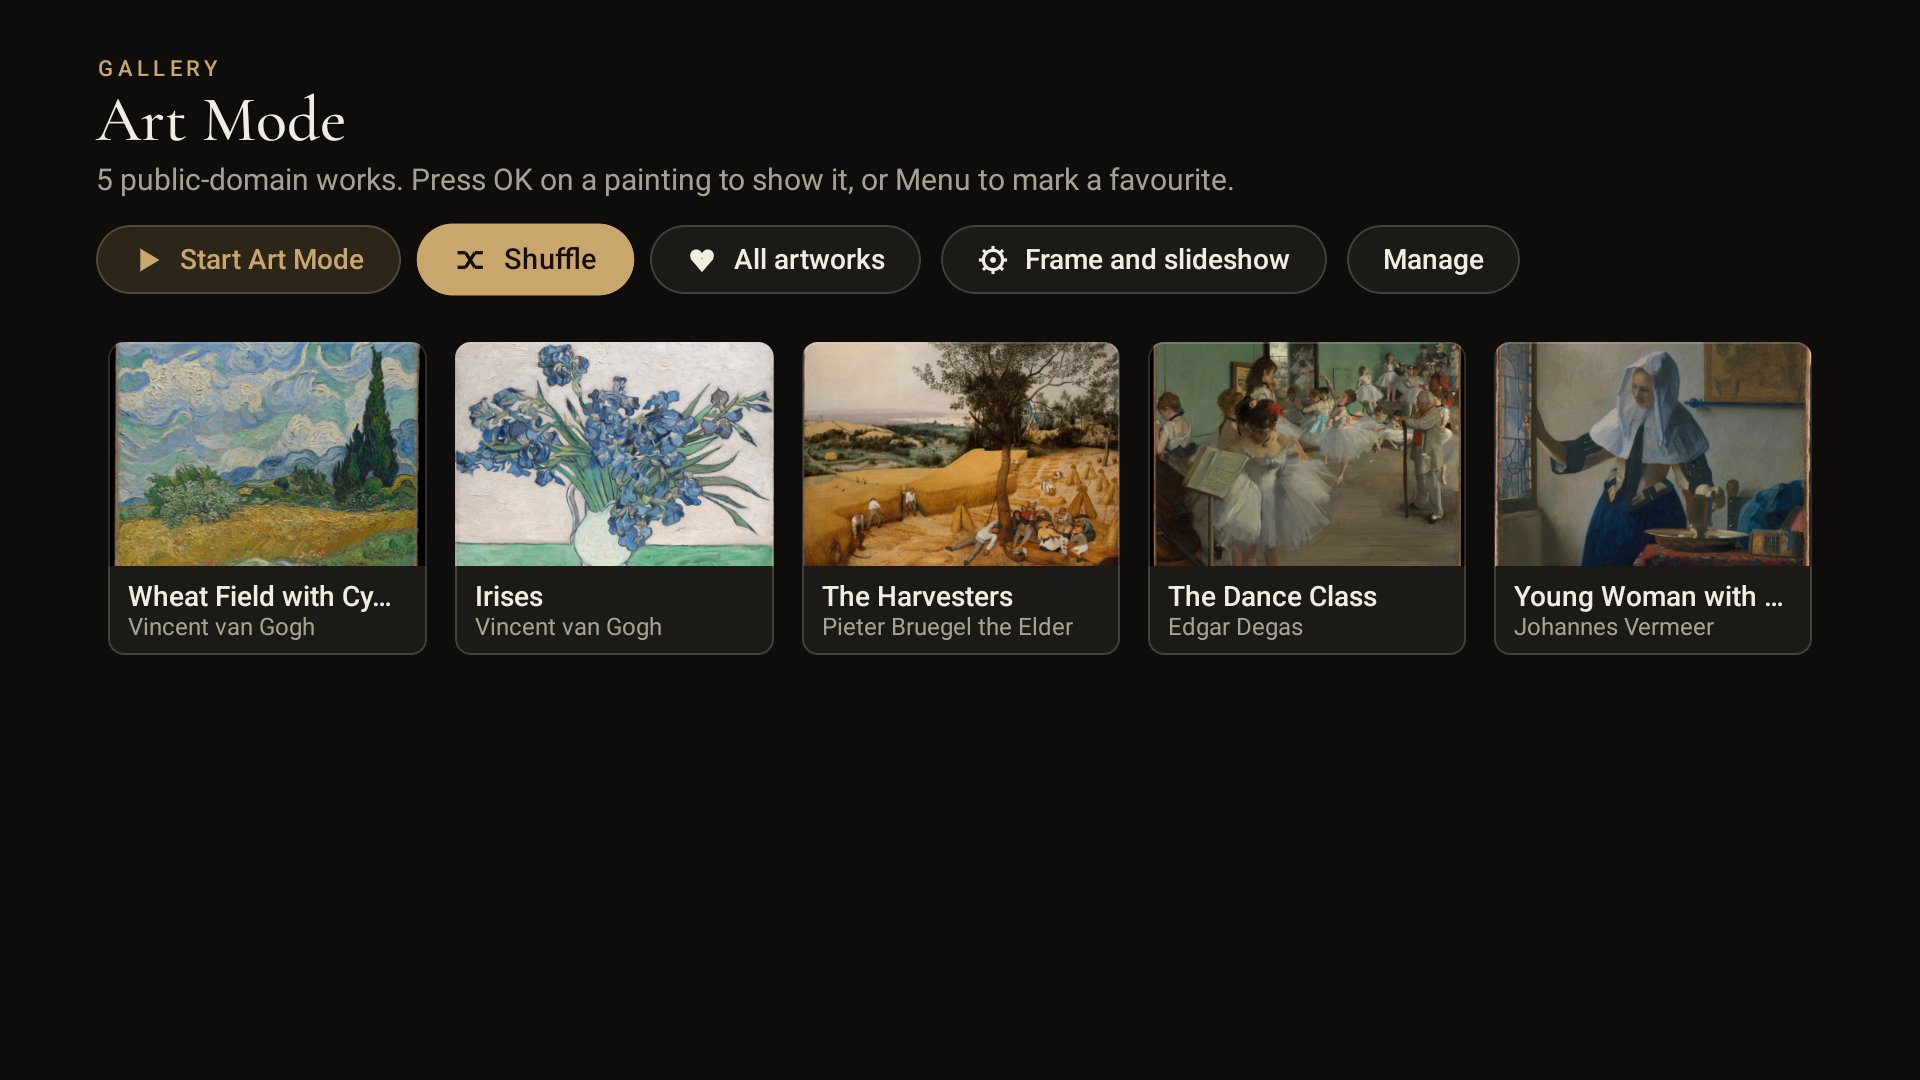 GALLERY
Art Mode
5 public-domain works. Press OK on a painting to show it, or Menu to mark a favourite.
Start Art Mode
Shuffle
All artworks
Frame and slideshow
Manage
Wheat Field with Cy...
Vincent van Gogh
Irises
Vincent van Gogh
The Harvesters
Pieter Bruegel the Elder
The Dance Class
Edgar Degas
Young Woman with ...
Johannes Vermeer